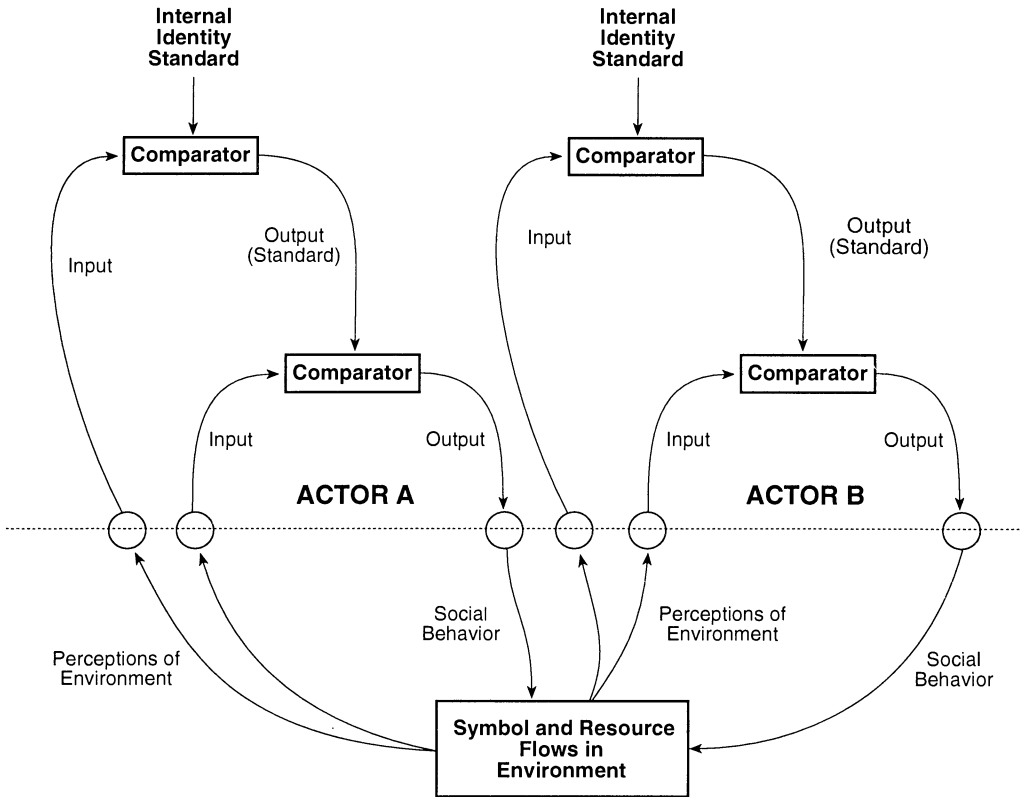 Internal
Identity
Standard
Internal
Identity
Standard
Comparator
Comparator
Input
Output
(Standard)
Input
Output
(Standard)
Comparator
Comparator
Input
Output
Input
Output
ACTOR A
ACTOR B
Social
Behavior
Perceptions of
Environment
Perceptions of
Environment
Social
Behavior
Symbol and Resource
Flows in
Environment